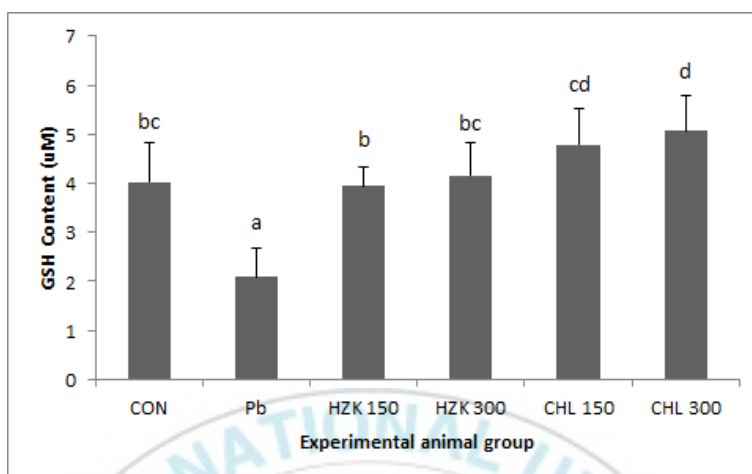 7
6
5
4
3
2
1
0
GSH Content (uM)
bc
a
b
bc
cd
d
CON Pb HZK 150 HZK 300 CHL 150 CHL 300
Experimental animal group
NATIONAL